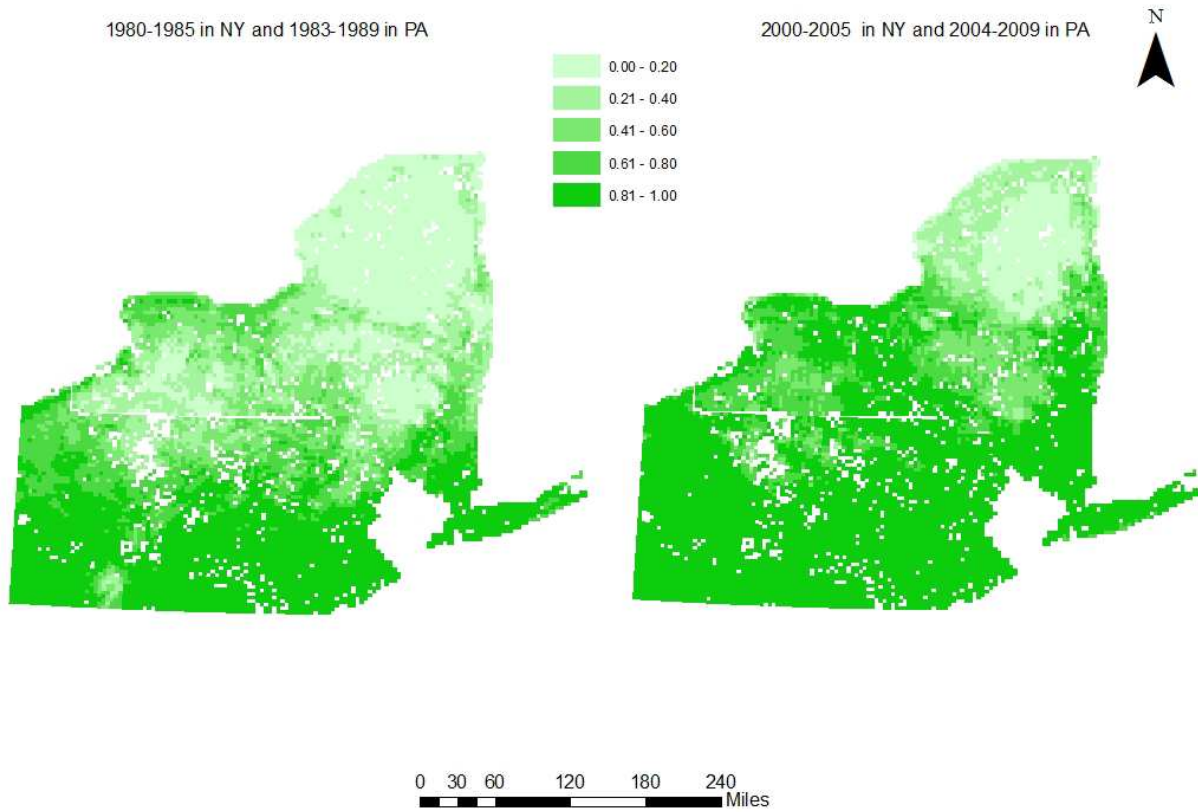 1980-1985 in NY and 1983-1989 in PA
2000-2005 in NY and 2004-2009 in PA
N
0.00 - 0.20
0.21 - 0.40
0.41 - 0.60
0.61 - 0.80
0.81 - 1.00
0 30 60 120 180 240
Miles